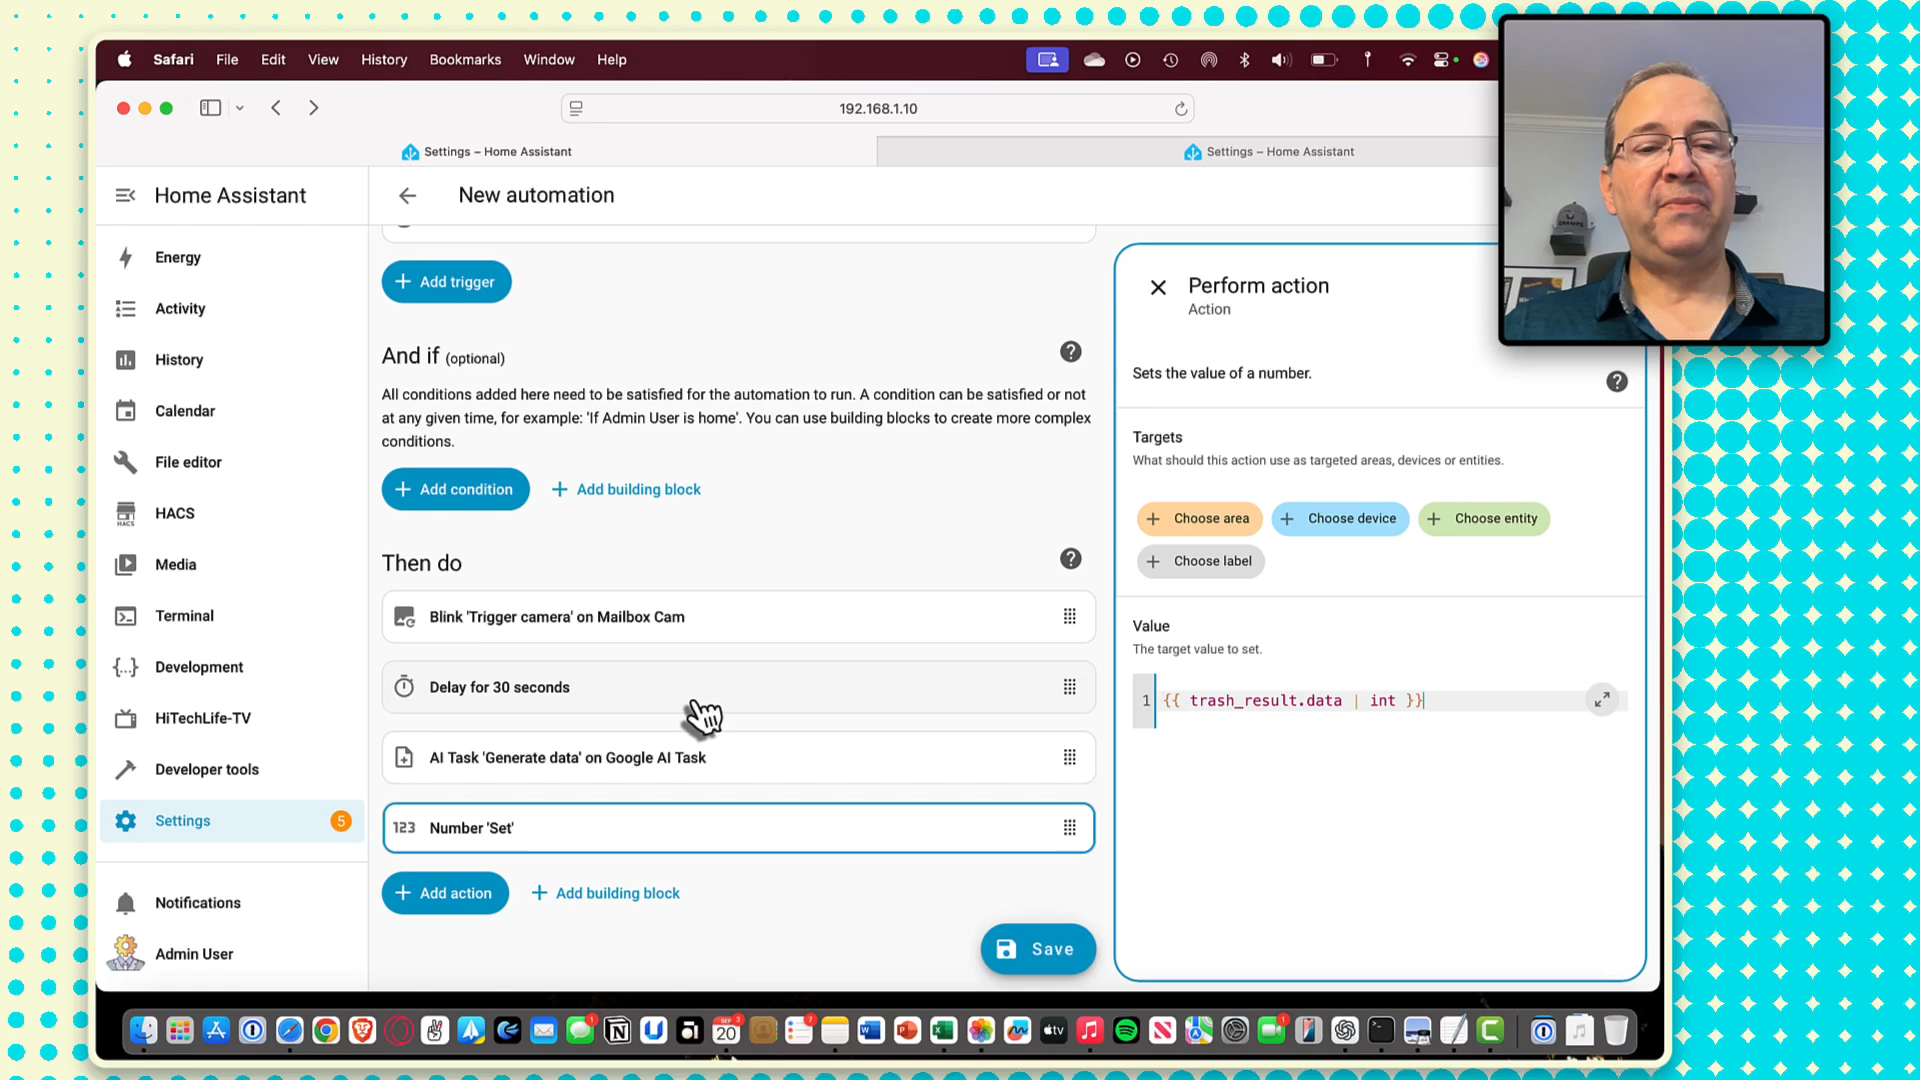 Safari File Edit View History Bookmarks Window Help
192.168.1.10
Settings – Home Assistant
Settings – Home Assistant
Home Assistant
New automation
Energy
Activity
History
Calendar
File editor
HACS
HACS
Media
Terminal
Development
HiTechLife-TV
Developer tools
Settings
5
Notifications
Admin User
Add trigger
And if (optional)
All conditions added here need to be satisfied for the automation to run. A condition can be satisfied or not
at any given time, for example: 'If Admin User is home'. You can use building blocks to create more complex
conditions.
Add condition
Add building block
Then do
Blink 'Trigger camera' on Mailbox Cam
Delay for 30 seconds
AI Task 'Generate data' on Google AI Task
123 Number 'Set'
Add action
Add building block
Save
Perform action
Action
Sets the value of a number.
Targets
What should this action use as targeted areas, devices or entities.
Choose area
Choose device
Choose entity
Choose label
Value
The target value to set.
1 {{ trash_result.data | int }}
20
tv